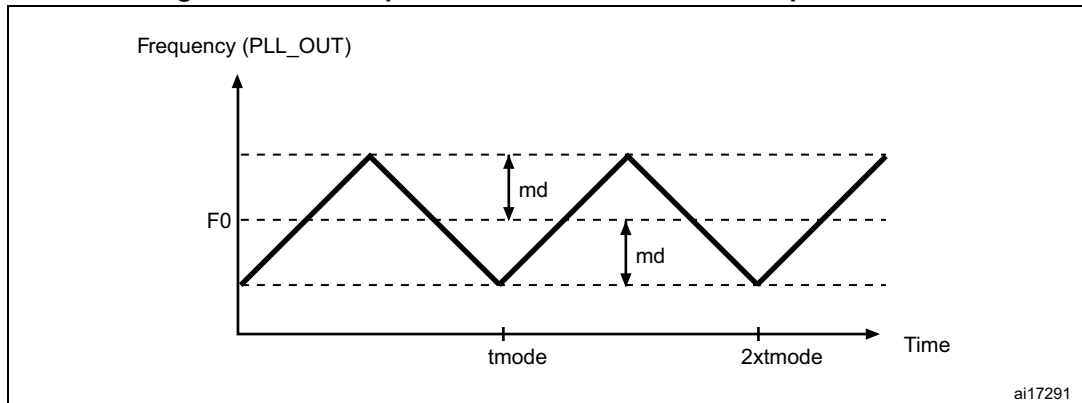 Frequency (PLL_OUT)
md
F0
md
tmode
2xtmode
Time
ai17291